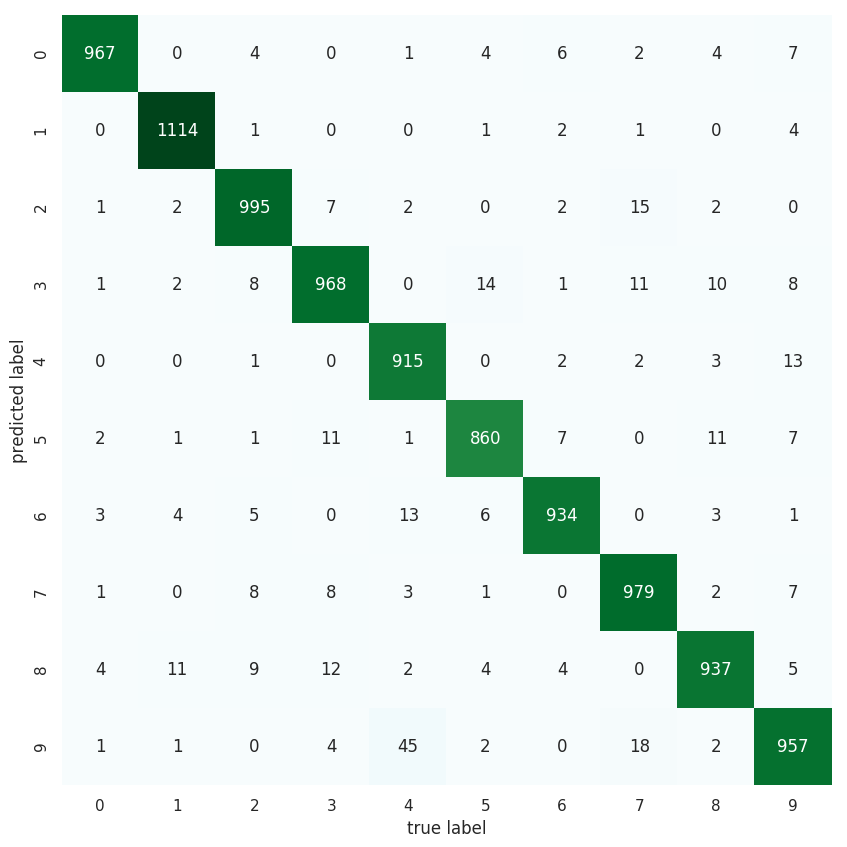 0 967 0 4 0 1 4 6 2 4 7
1 0 1114 1 0 0 1 2 1 0 4
2 1 2 995 7 2 0 2 15 2 0
3 1 2 8 968 0 14 1 11 10 8
4 0 0 1 0 915 0 2 2 3 13
5 2 1 1 11 1 860 7 0 11 7
6 3 4 5 0 13 6 934 0 3 1
7 1 0 8 8 3 1 0 979 2 7
8 4 11 9 12 2 4 4 0 937 5
9 1 1 0 4 45 2 0 18 2 957
0 1 2 3 4 5 6 7 8 9
predicted label
true label